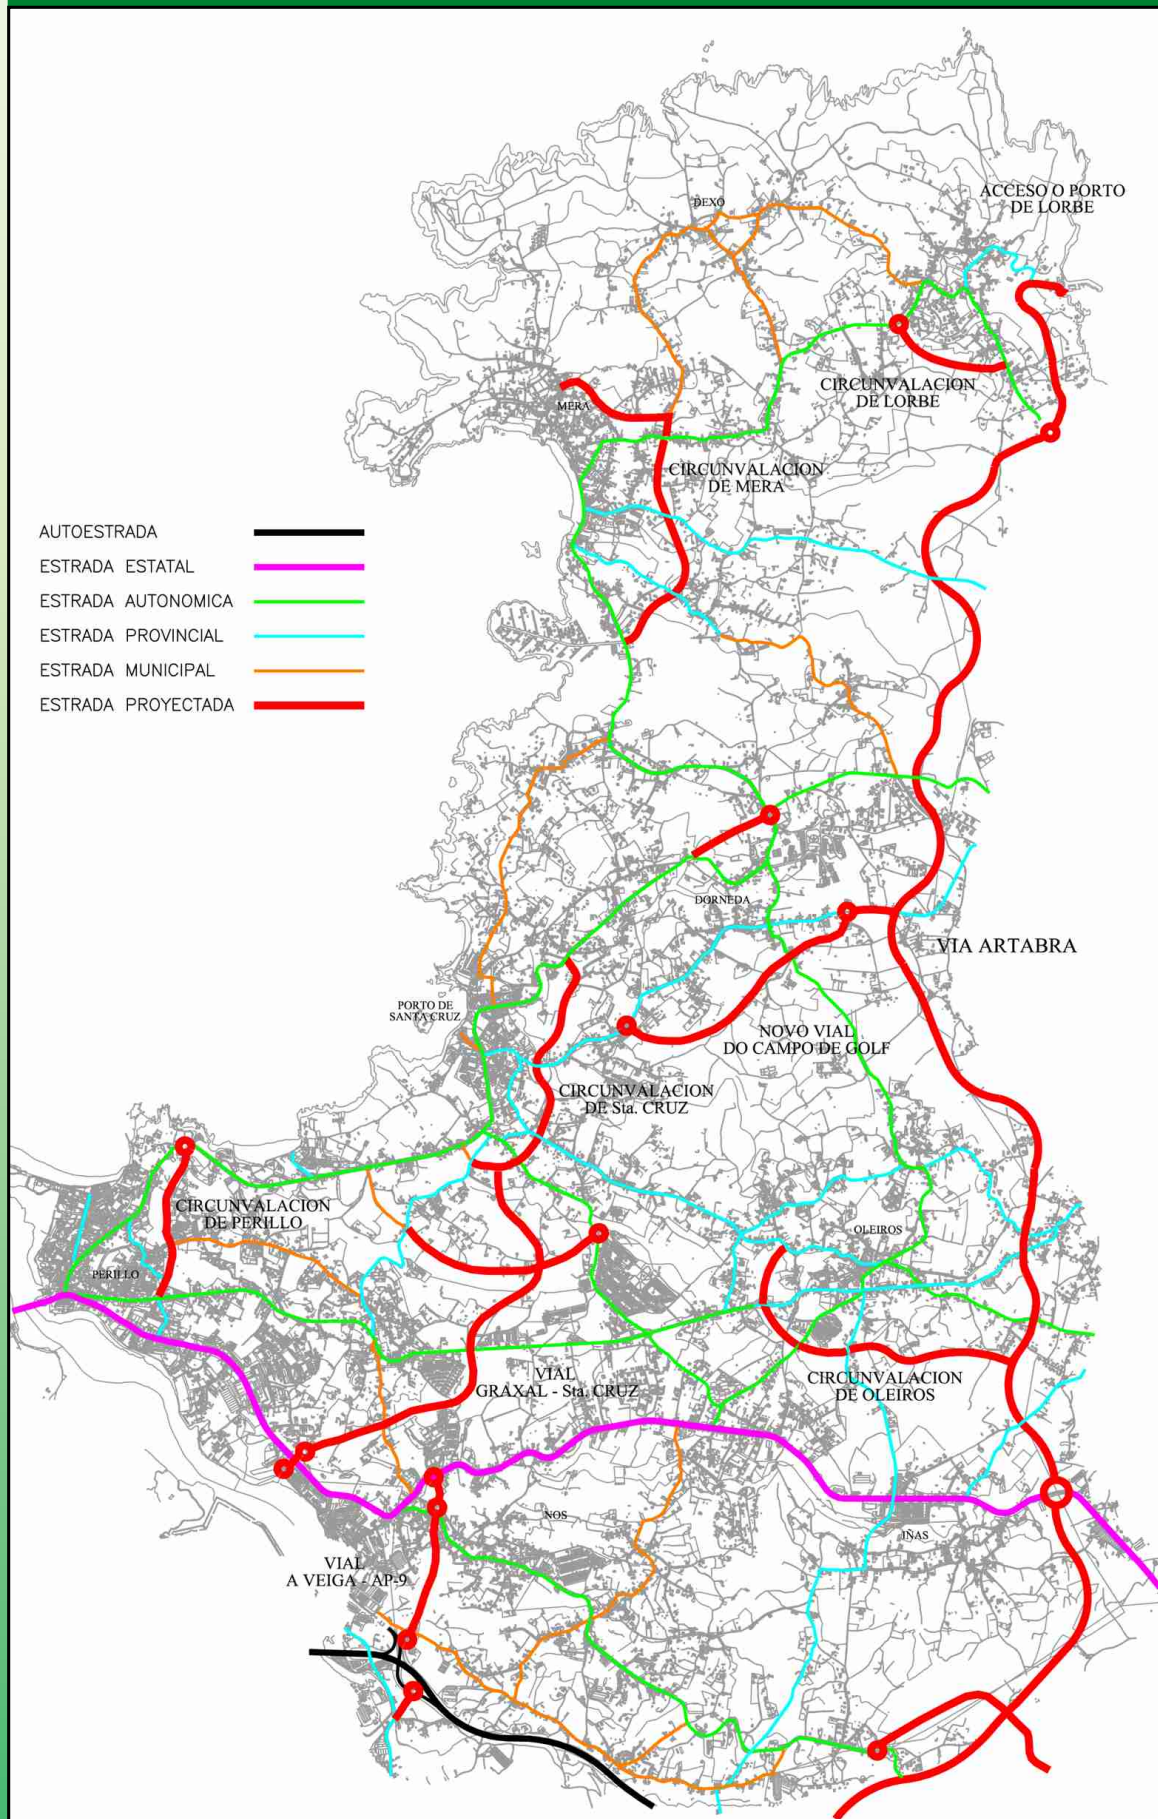 DEXO
ACCESO O PORTO
DE LORBE
CIRCUNVALACION
DE LORBE
MERA
CIRCUNVALACION
DE MERA
AUTOESTRADA
ESTRADA ESTATAL
ESTRADA AUTONOMICA
ESTRADA PROVINCIAL
ESTRADA MUNICIPAL
ESTRADA PROYECTADA
DORNEDA
VIA ARTABRA
PORTO DE
SANTA CRUZ
NOVO VIAL
DO CAMPO DE GOLF
CIRCUNVALACION
DE Sta. CRUZ
CIRCUNVALACION
DE PERILLO
OLEIROS
PERILLO
VIAL
GRAXAL - Sta. CRUZ
CIRCUNVALACION
DE OLEIROS
NOS
IÑAS
VIAL
A VEIGA - AP-9